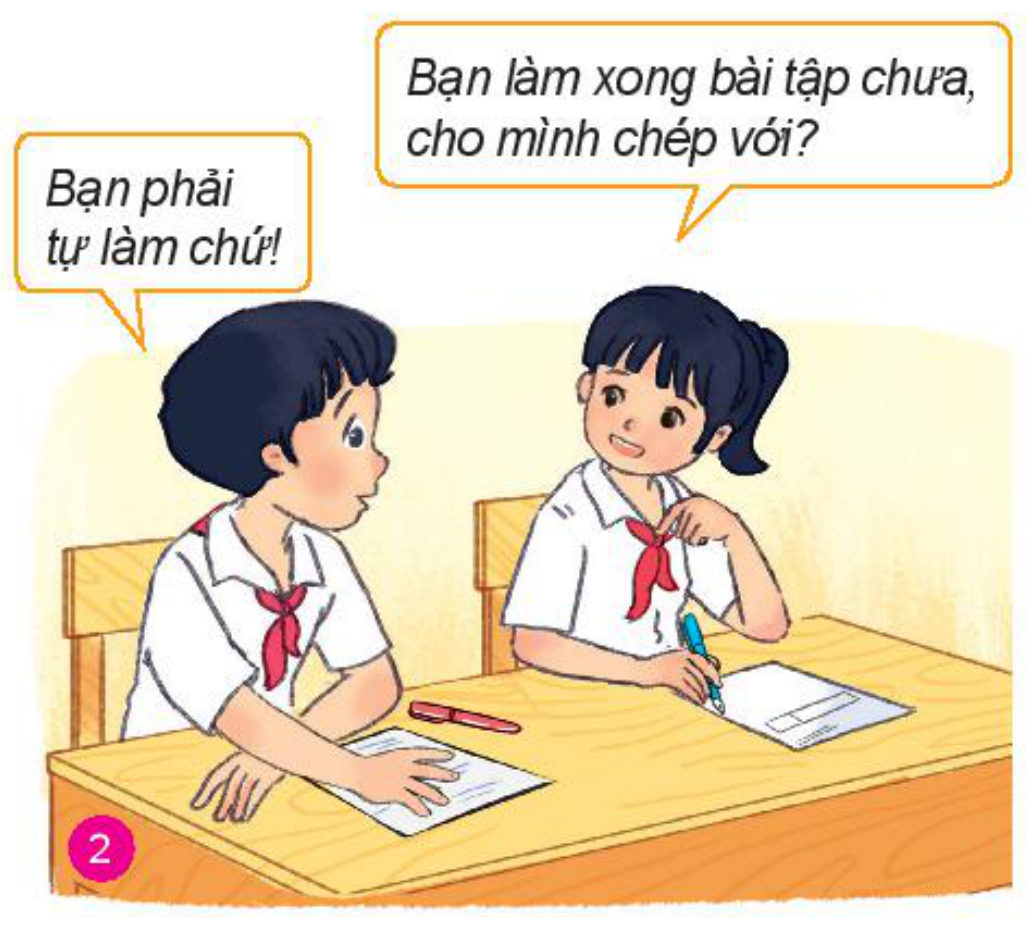 Bạn làm xong bài tập chưa,
cho mình chép với?
Bạn phải
tự làm chứ!
2